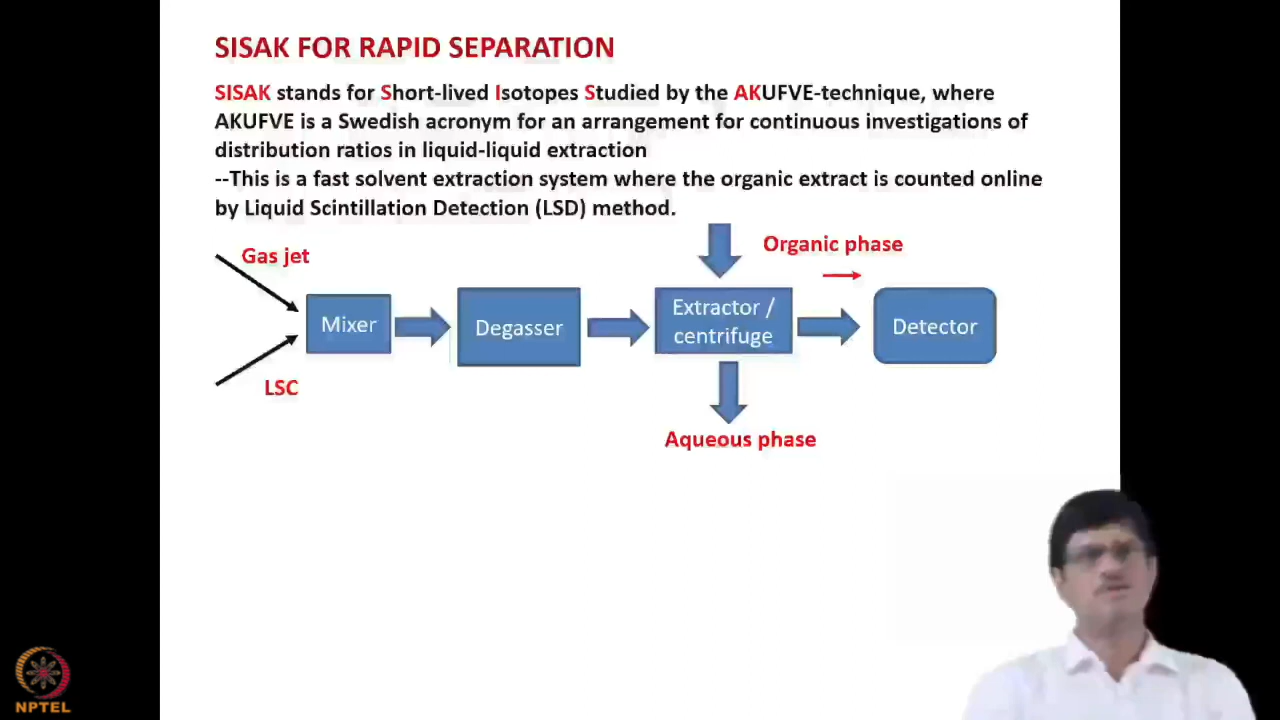 SISAK FOR RAPID SEPARATION
SISAK stands for Short-lived Isotopes Studied by the AKUFVE-technique, where
AKUFVE is a Swedish acronym for an arrangement for continuous investigations of
distribution ratios in liquid-liquid extraction
--This is a fast solvent extraction system where the organic extract is counted online
by Liquid Scintillation Detection (LSD) method.
Organic phase
Gas jet
Mixer
Degasser
Extractor /
centrifuge
Detector
LSC
Aqueous phase
NPTEL